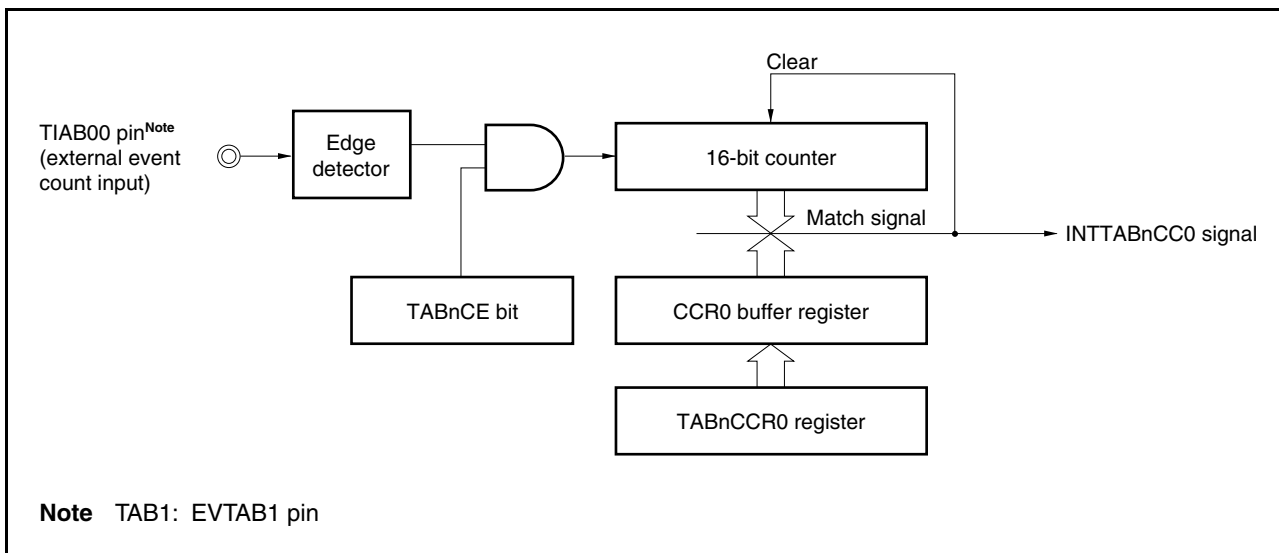 Clear
TIAB00 pinNote
(external event
count input)
Edge
detector
16-bit counter
Match signal
INTTABnCC0 signal
TABnCE bit
CCR0 buffer register
TABnCCR0 register
Note TAB1: EVTAB1 pin